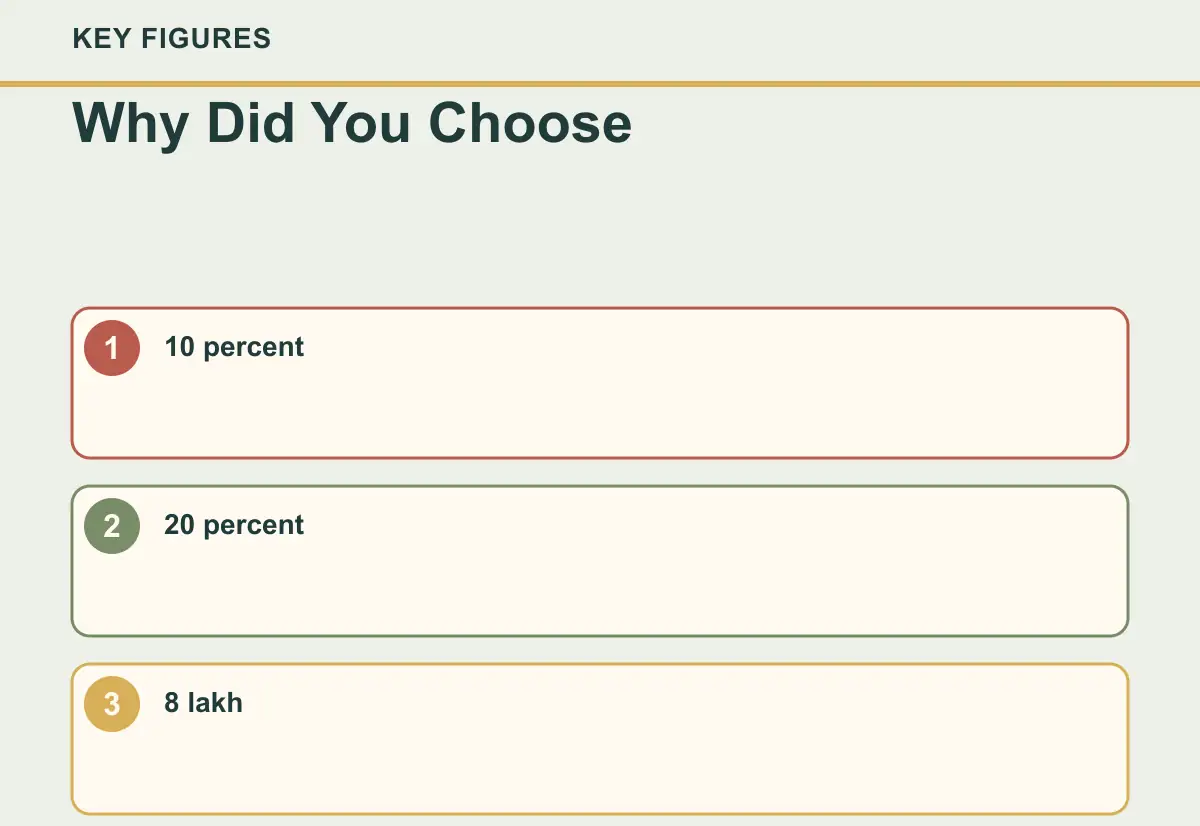 KEY FIGURES
Why Did You Choose
1 10 percent
2 20 percent
3 8 lakh